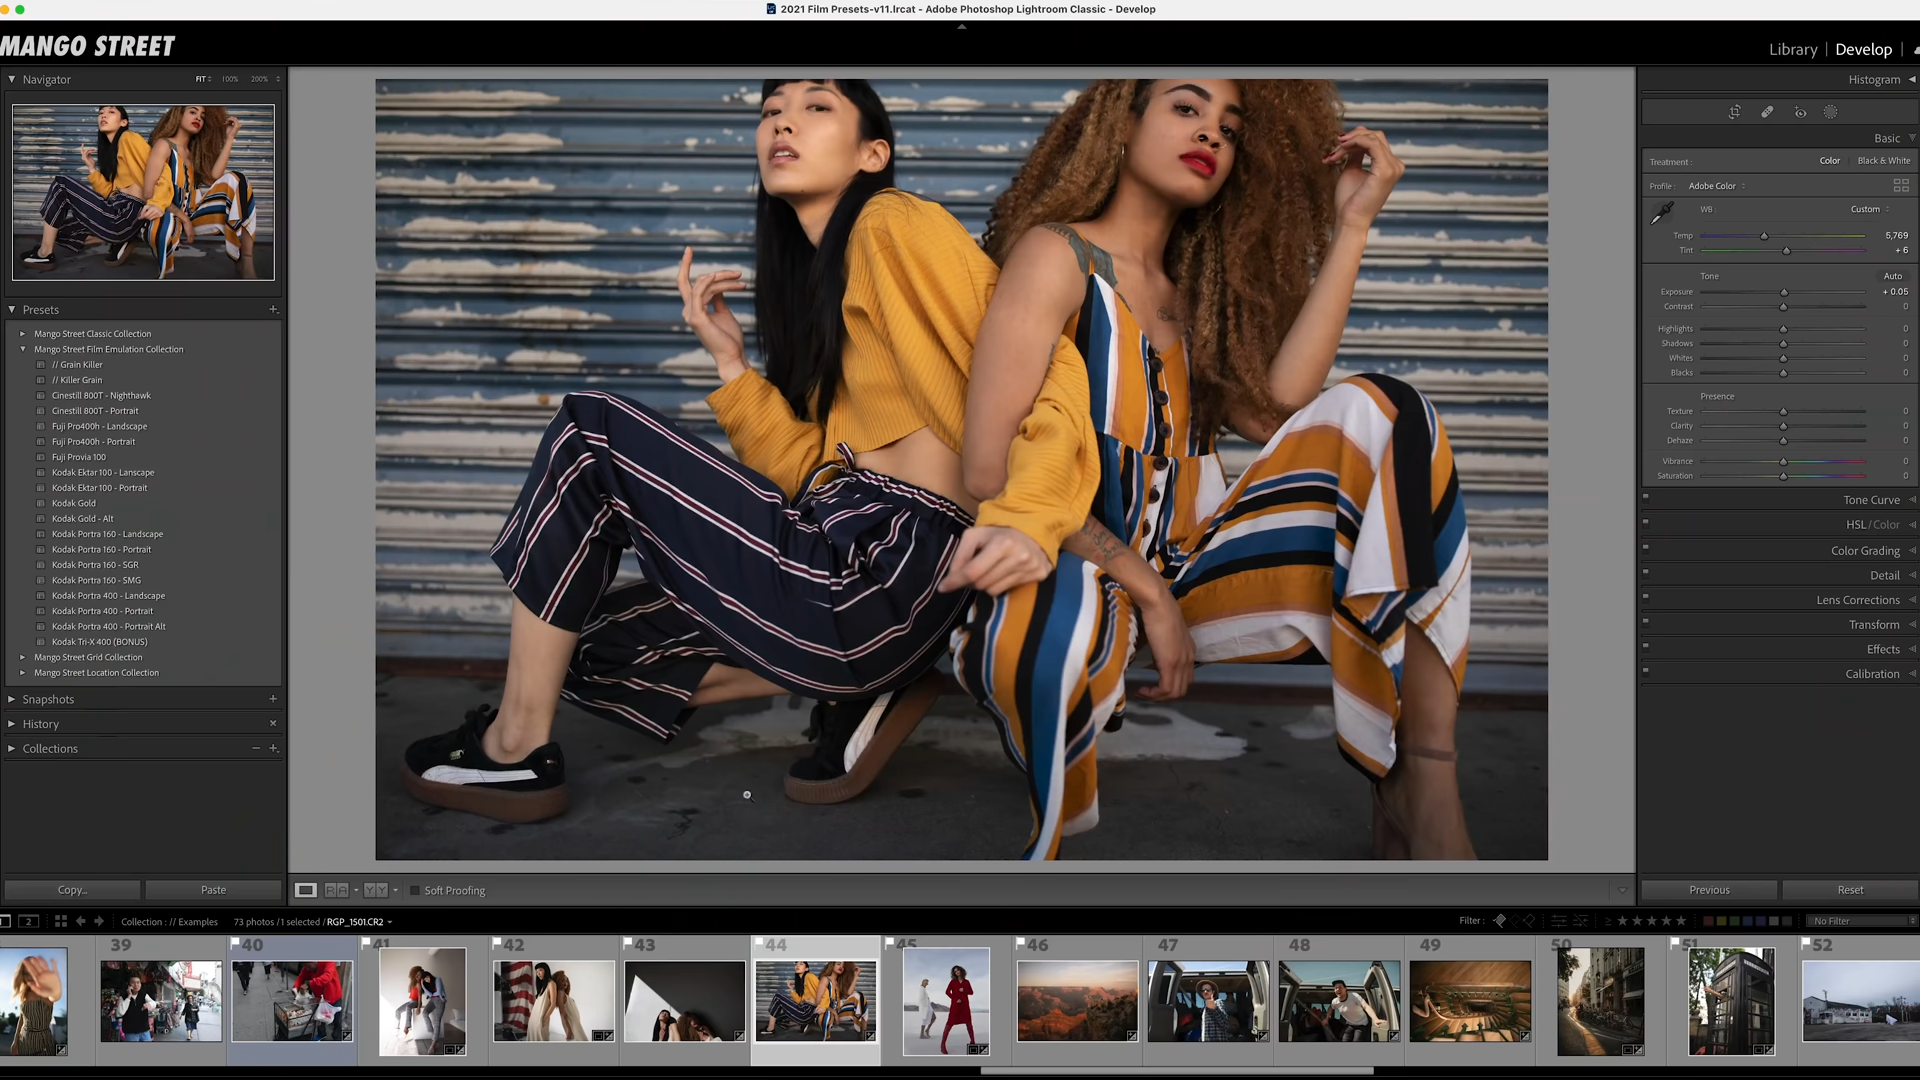 2021 Film Presets-v11.lrcat - Adobe Photoshop Lightroom Classic - Develop
MANGO STREET
Library | Develop |
Navigator FIT 100% 200%
Histogram
Basic
Treatment : Color Black & White
Profile : Adobe Color
WB : Custom
Temp 5,769
Tint + 6
Tone Auto
Exposure + 0.05
Contrast 0
Highlights 0
Shadows 0
Whites 0
Blacks 0
Presence
Texture 0
Clarity 0
Dehaze 0
Vibrance 0
Saturation 0
Tone Curve
HSL / Color
Color Grading
Detail
Lens Corrections
Transform
Effects
Calibration
Presets
Mango Street Classic Collection
Mango Street Film Emulation Collection
// Grain Killer
// Killer Grain
Cinestill 800T - Nighthawk
Cinestill 800T - Portrait
Fuji Pro400h - Landscape
Fuji Pro400h - Portrait
Fuji Provia 100
Kodak Ektar 100 - Lanscape
Kodak Ektar 100 - Portrait
Kodak Gold
Kodak Gold - Alt
Kodak Portra 160 - Landscape
Kodak Portra 160 - Portrait
Kodak Portra 160 - SGR
Kodak Portra 160 - SMG
Kodak Portra 400 - Landscape
Kodak Portra 400 - Portrait
Kodak Portra 400 - Portrait Alt
Kodak Tri-X 400 (BONUS)
Mango Street Grid Collection
Mango Street Location Collection
Snapshots
History
Collections
Copy... Paste
Soft Proofing
Previous Reset
2 Collection : // Examples 73 photos / 1 selected / RGP_1501.CR2
Filter : No Filter
39 40 41 42 43 44 45 46 47 48 49 50 51 52